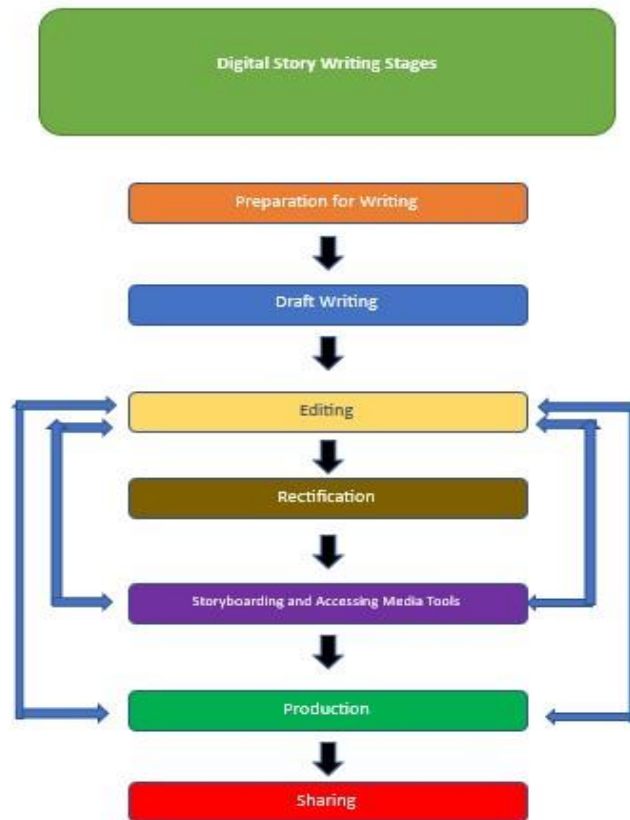 Digital Story Writing Stages
Preparation for Writing
Draft Writing
Editing
Rectification
Storyboarding and Accessing Media Tools
Production
Sharing